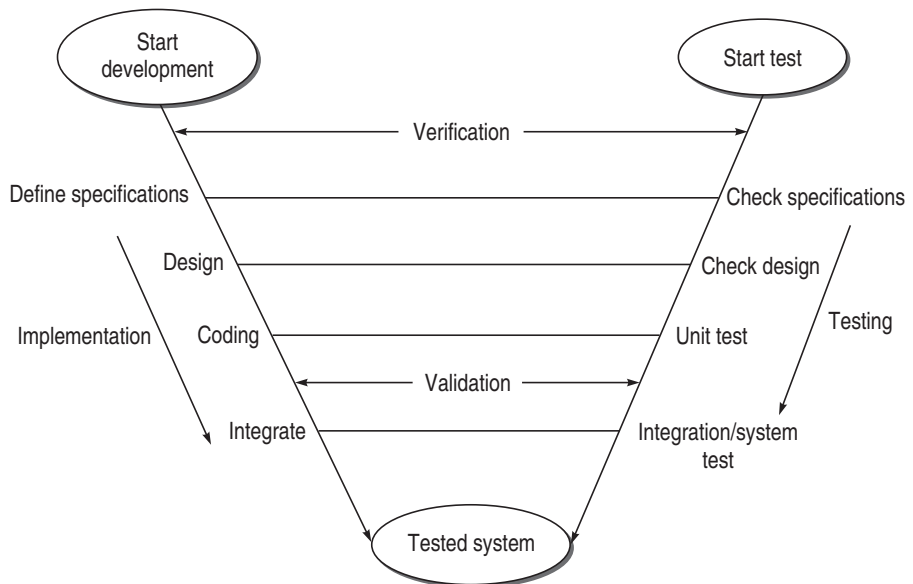 Start
development
Start test
Verification
Define specifications
Check specifications
Design
Check design
Implementation
Coding
Unit test
Testing
Validation
Integrate
Integration/system
test
Tested system